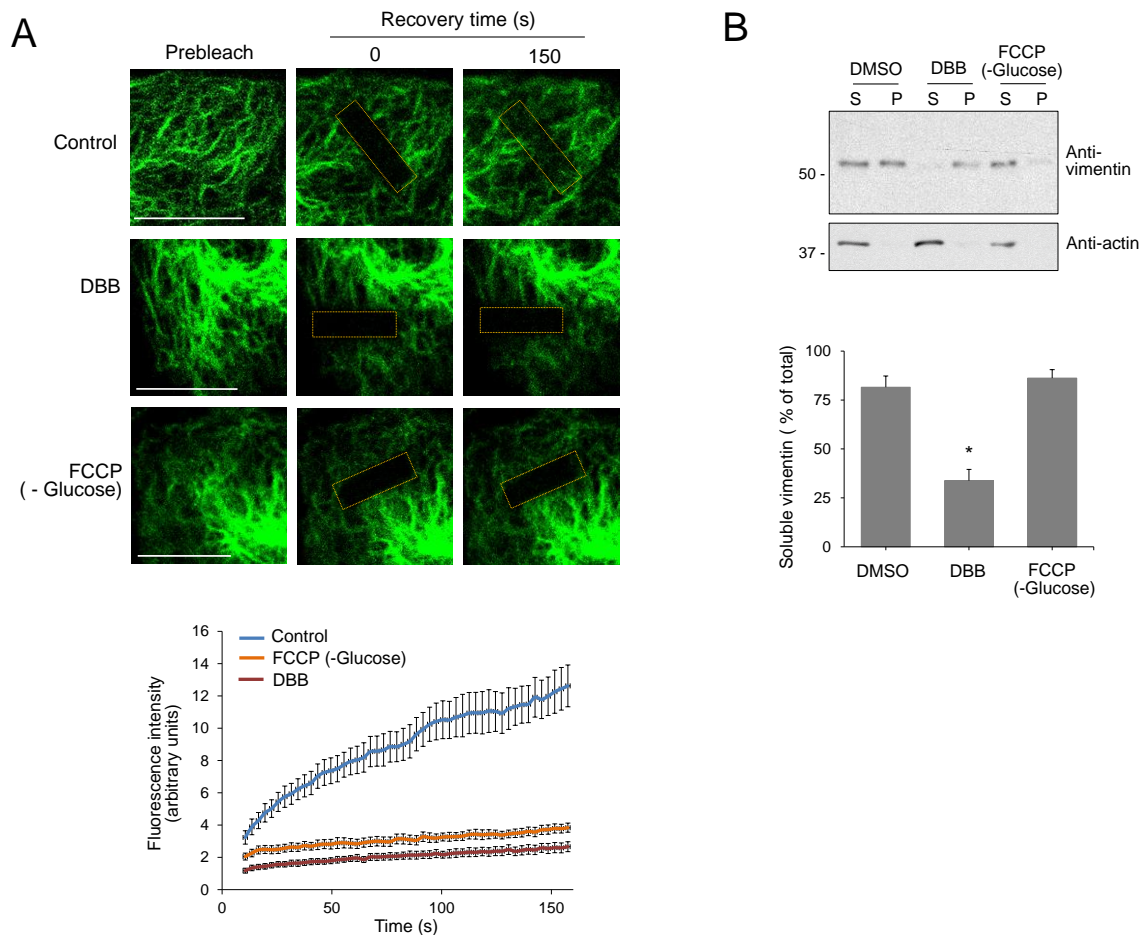 A
Recovery time (s)
Prebleach
0
150
Control
DBB
FCCP
( - Glucose)
16
14
12
10
8
6
4
2
0
Control
FCCP (-Glucose)
DBB
Fluorescence intensity
(arbitrary units)
0
50
100
150
Time (s)
B
DMSO
DBB
FCCP
(-Glucose)
S
P
S
P
S
P
50 -
Anti-
vimentin
37 -
Anti-actin
100
75
50
25
0
Soluble vimentin ( % of total)
*
DMSO
DBB
FCCP
(-Glucose)